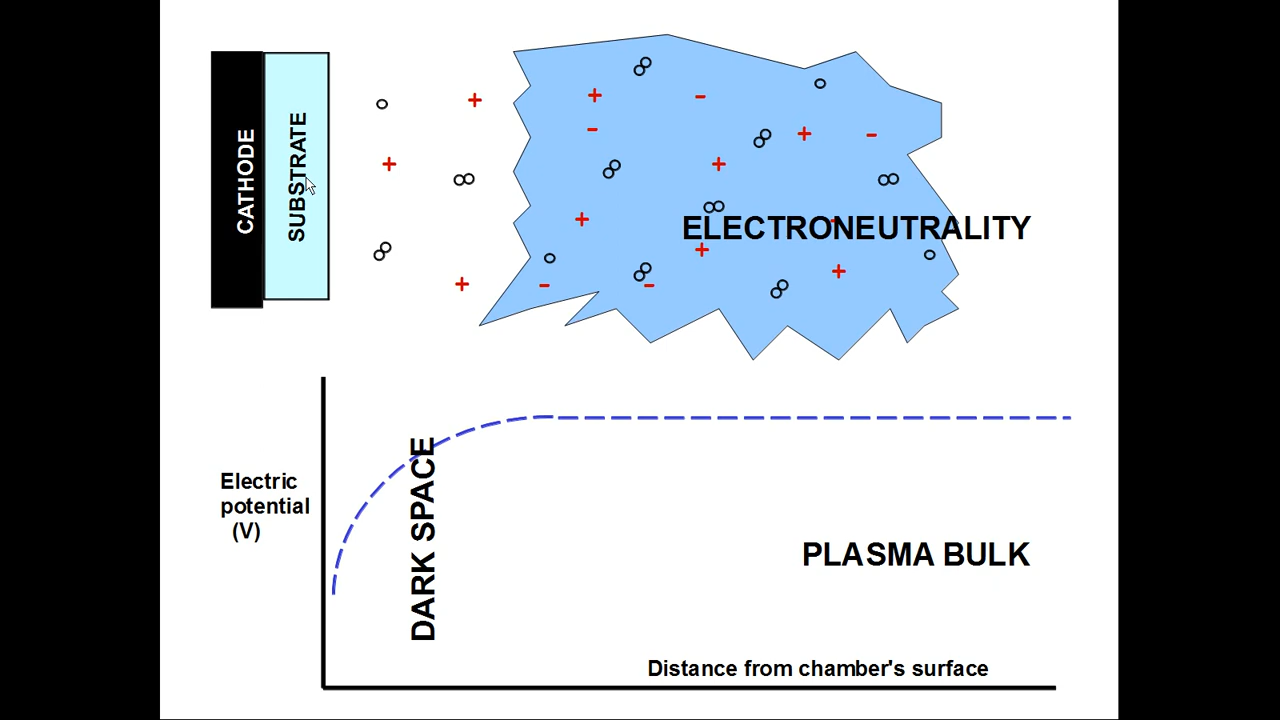 CATHODE
SUBSTRATE
ELECTRONEUTRALITY
Electric
potential
(V)
DARK SPACE
PLASMA BULK
Distance from chamber's surface